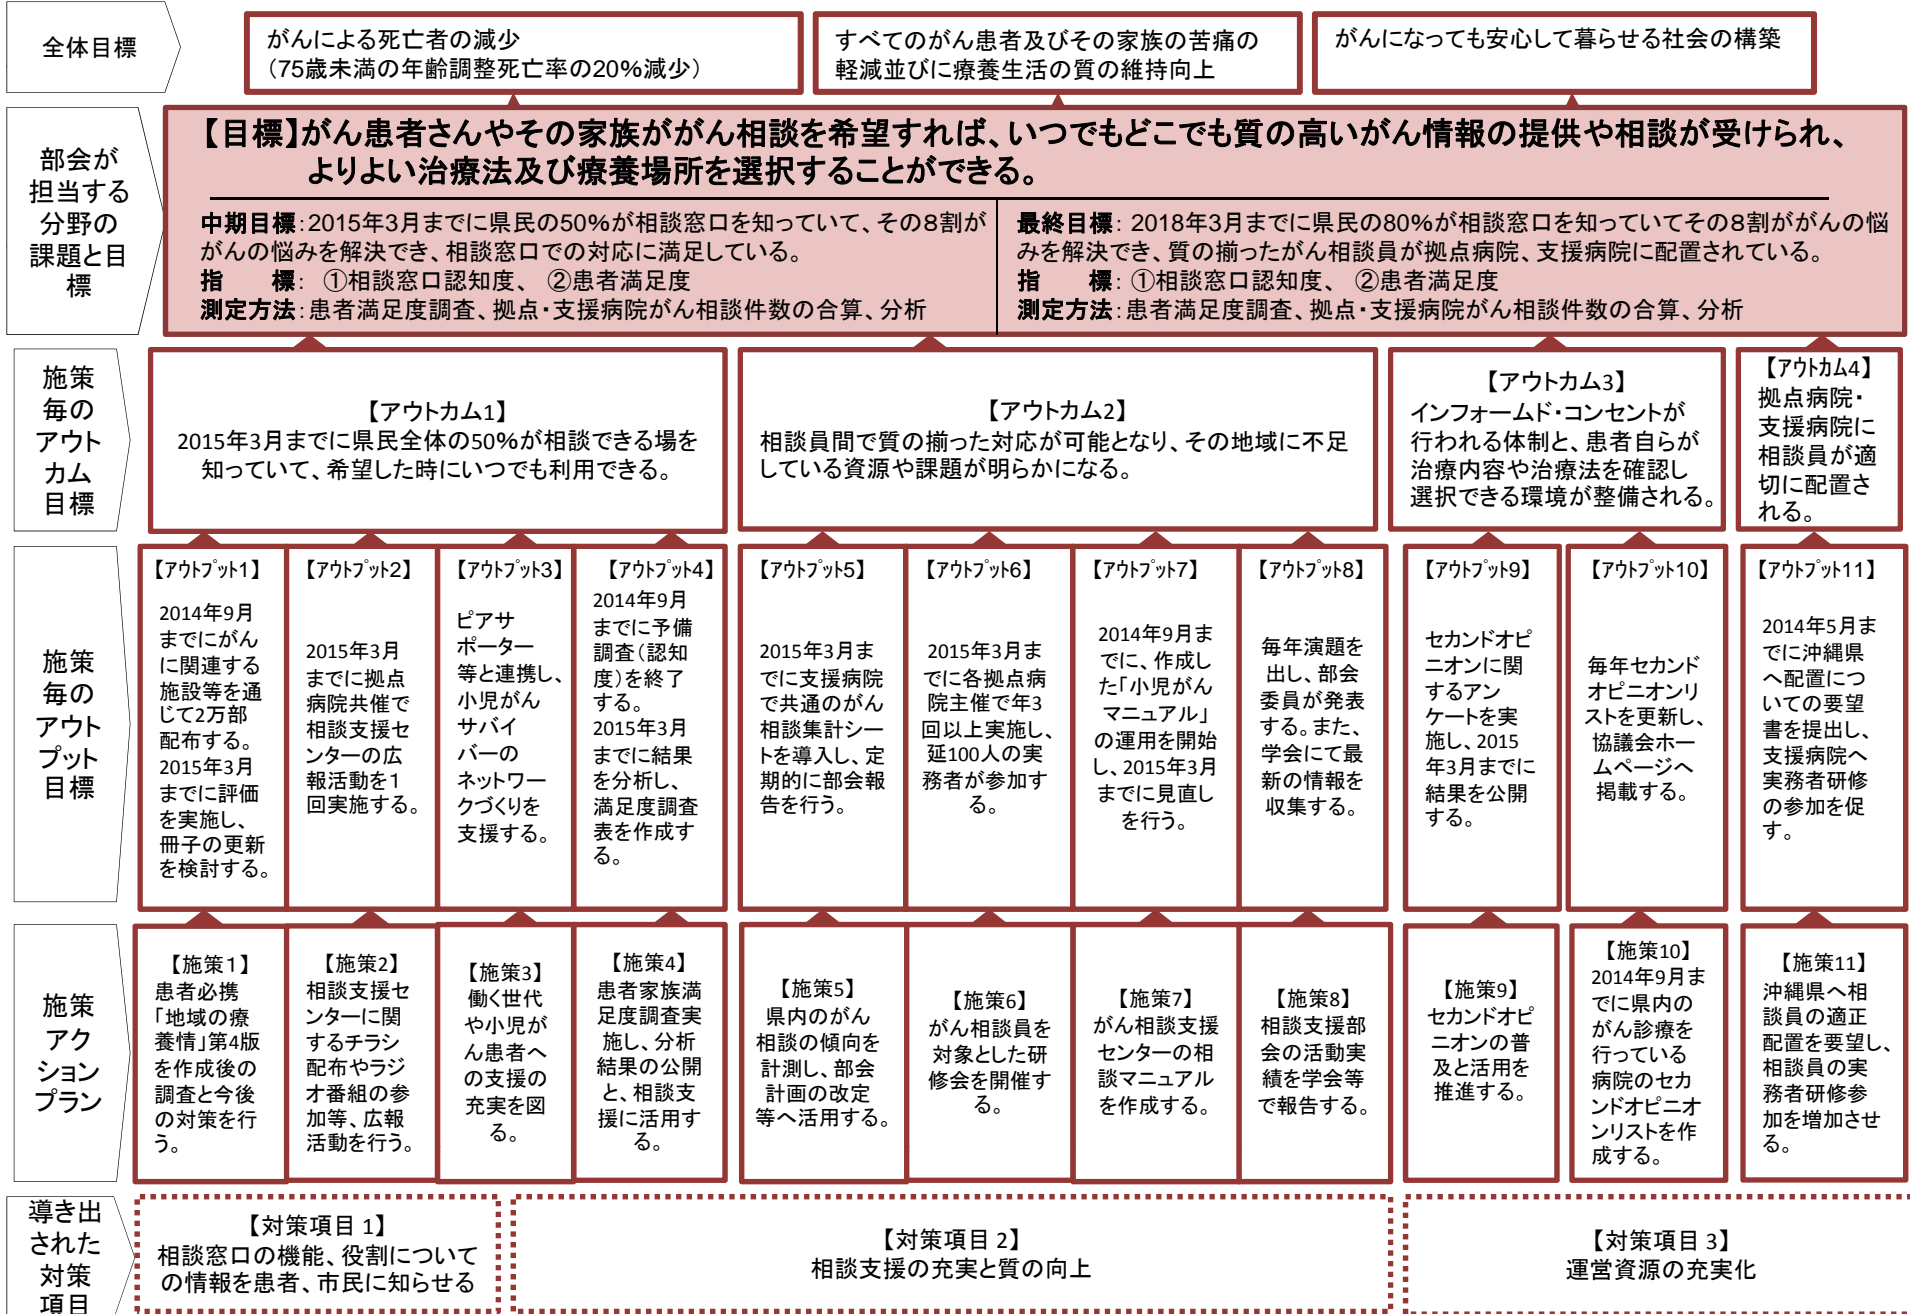 全体目標
がんによる死亡者の減少
（75歳未満の年齢調整死亡率の20%減少）
すべてのがん患者及びその家族の苦痛の
軽減並びに療養生活の質の維持向上
がんになっても安心して暮らせる社会の構築
部会が
担当する
分野の
課題と目
標
【目標】がん患者さんやその家族ががん相談を希望すれば、いつでもどこでも質の高いがん情報の提供や相談が受けられ、
よりよい治療法及び療養場所を選択することができる。
中期目標：2015年3月までに県民の50%が相談窓口を知っていて、その8割が
がんの悩みを解決でき、相談窓口での対応に満足している。
指　標： ①相談窓口認知度、 ②患者満足度
測定方法：患者満足度調査、拠点・支援病院がん相談件数の合算、分析
最終目標： 2018年3月までに県民の80%が相談窓口を知っていてその8割ががんの悩
みを解決でき、質の揃ったがん相談員が拠点病院、支援病院に配置されている。
指　標： ①相談窓口認知度、 ②患者満足度
測定方法：患者満足度調査、拠点・支援病院がん相談件数の合算、分析
施策
毎の
アウト
カム
目標
【アウトカム1】
2015年3月までに県民全体の50%が相談できる場を
知っていて、希望した時にいつでも利用できる。
【アウトカム2】
相談員間で質の揃った対応が可能となり、その地域に不足
している資源や課題が明らかになる。
【アウトカム3】
インフォームド・コンセントが
行われる体制と、患者自らが
治療内容や治療法を確認し
選択できる環境が整備される。
【アウトカム4】
拠点病院・
支援病院に
相談員が適
切に配置さ
れる。
施策
毎の
アウト
プット
目標
【アウトプット1】
2014年9月
までにがん
に関連する
施設等を通
じて2万部
配布する。
2015年3月
までに評価
を実施し、
冊子の更新
を検討する。
【アウトプット2】
2015年3月
までに拠点
病院共催で
相談支援セ
ンターの広
報活動を1
回実施する。
【アウトプット3】
ピアサ
ポーター
等と連携し、
小児がん
サバイ
バーの
ネットワー
クづくりを
支援する。
【アウトプット4】
2014年9月
までに予備
調査（認知
度）を終了
する。
2015年3月
までに結果
を分析し、
満足度調査
表を作成す
る。
【アウトプット5】
2015年3月ま
でに支援病院
で共通のがん
相談集計シー
トを導入し、定
期的に部会報
告を行う。
【アウトプット6】
2015年3月ま
でに各拠点病
院主催で年3
回以上実施し、
延100人の実
務者が参加す
る。
【アウトプット7】
2014年9月ま
でに、作成し
た「小児がん
マニュアル」
の運用を開始
し、2015年3月
までに見直し
を行う。
【アウトプット8】
毎年演題を
出し、部会
委員が発表
する。また、
学会にて最
新の情報を
収集する。
【アウトプット9】
セカンドオピ
ニオンに関
するアン
ケートを実
施し、2015
年3月までに
結果を公開
する。
【アウトプット10】
毎年セカンド
オピニオンリ
ストを更新し、
協議会ホー
ムページへ
掲載する。
【アウトプット11】
2014年5月ま
でに沖縄県
へ配置につ
いての要望
書を提出し、
支援病院へ
実務者研修
の参加を促
す。
施策
アク
ション
プラン
【施策1】
患者必携
「地域の療
養情」第4版
を作成後の
調査と今後
の対策を行
う。
【施策2】
相談支援セ
ンターに関
するチラシ
配布やラジ
オ番組の参
加等、広報
活動を行う。
【施策3】
働く世代
や小児が
ん患者へ
の支援の
充実を図
る。
【施策4】
患者家族満
足度調査実
施し、分析
結果の公開
と、相談支
援に活用す
る。
【施策5】
県内のがん
相談の傾向を
計測し、部会
計画の改定
等へ活用する。
【施策6】
がん相談員を
対象とした研
修会を開催す
る。
【施策7】
がん相談支援
センターの相
談マニュアル
を作成する。
【施策8】
相談支援部
会の活動実
績を学会等
で報告する。
【施策9】
セカンドオピ
ニオンの普
及と活用を
推進する。
【施策10】
2014年9月ま
でに県内の
がん診療を
行っている
病院のセカ
ンドオピニオ
ンリストを作
成する。
【施策11】
沖縄県へ相
談員の適正
配置を要望し、
相談員の実
務者研修参
加を増加させ
る。
導き出
された
対策
項目
【対策項目 1】
相談窓口の機能、役割について
の情報を患者、市民に知らせる
【対策項目 2】
相談支援の充実と質の向上
【対策項目 3】
運営資源の充実化